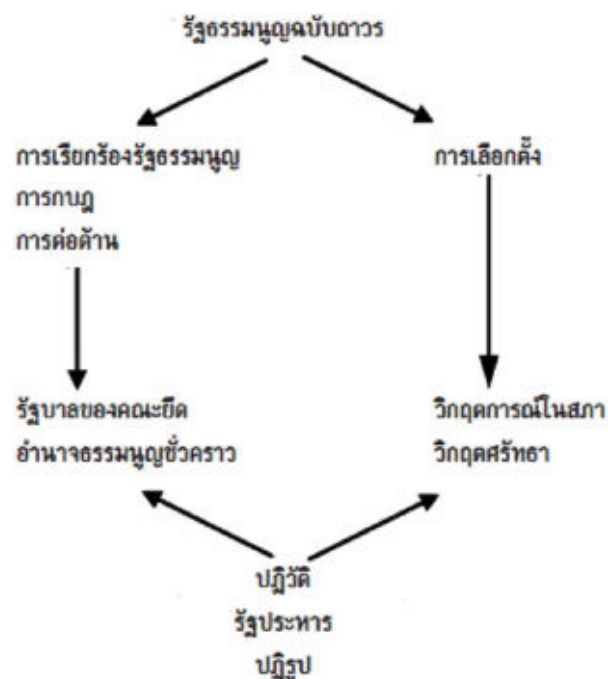 รัฐธรรมนูญฉบับถาวร
การเรียกร้องรัฐธรรมนูญ
การกบฎ
การต่อต้าน
การเลือกตั้ง
รัฐบาลของคณะยึด
อำนาจธรรมนูญชั่วคราว
วิกฤตการณ์ในสภา
วิกฤตศรัทธา
ปฏิวัติ
รัฐประหาร
ปฏิรูป